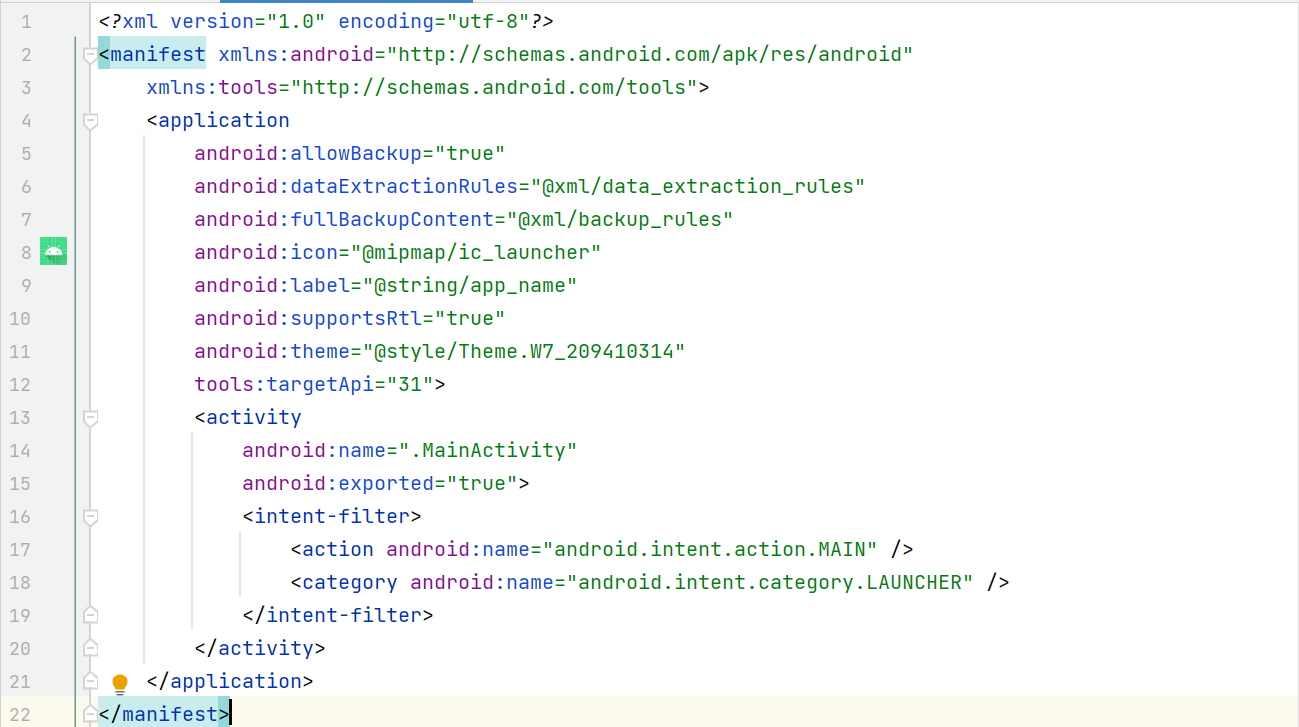 1 <?xml version="1.0" encoding="utf-8"?>
2 <manifest xmlns:android="http://schemas.android.com/apk/res/android"
3     xmlns:tools="http://schemas.android.com/tools">
4     <application
5         android:allowBackup="true"
6         android:dataExtractionRules="@xml/data_extraction_rules"
7         android:fullBackupContent="@xml/backup_rules"
8         android:icon="@mipmap/ic_launcher"
9         android:label="@string/app_name"
10         android:supportsRtl="true"
11         android:theme="@style/Theme.W7_209410314"
12         tools:targetApi="31">
13         <activity
14             android:name=".MainActivity"
15             android:exported="true">
16             <intent-filter>
17                 <action android:name="android.intent.action.MAIN" />
18                 <category android:name="android.intent.category.LAUNCHER" />
19             </intent-filter>
20         </activity>
21     </application>
22 </manifest>